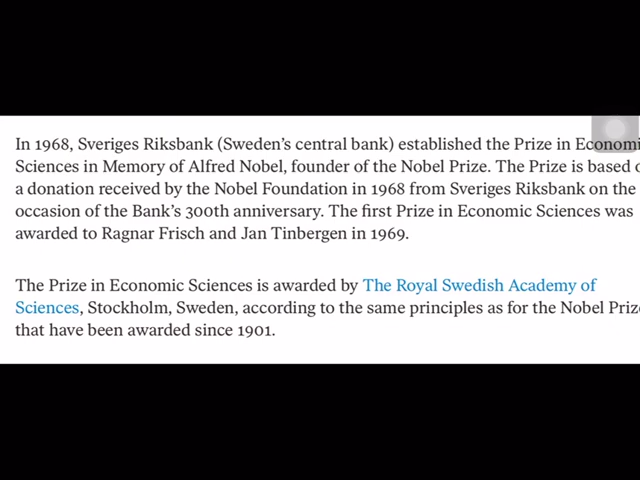 In 1968, Sveriges Riksbank (Sweden's central bank) established the Prize in Economi
Sciences in Memory of Alfred Nobel, founder of the Nobel Prize. The Prize is based o
a donation received by the Nobel Foundation in 1968 from Sveriges Riksbank on the
occasion of the Bank's 300th anniversary. The first Prize in Economic Sciences was
awarded to Ragnar Frisch and Jan Tinbergen in 1969.
The Prize in Economic Sciences is awarded by The Royal Swedish Academy of
Sciences, Stockholm, Sweden, according to the same principles as for the Nobel Prize
that have been awarded since 1901.